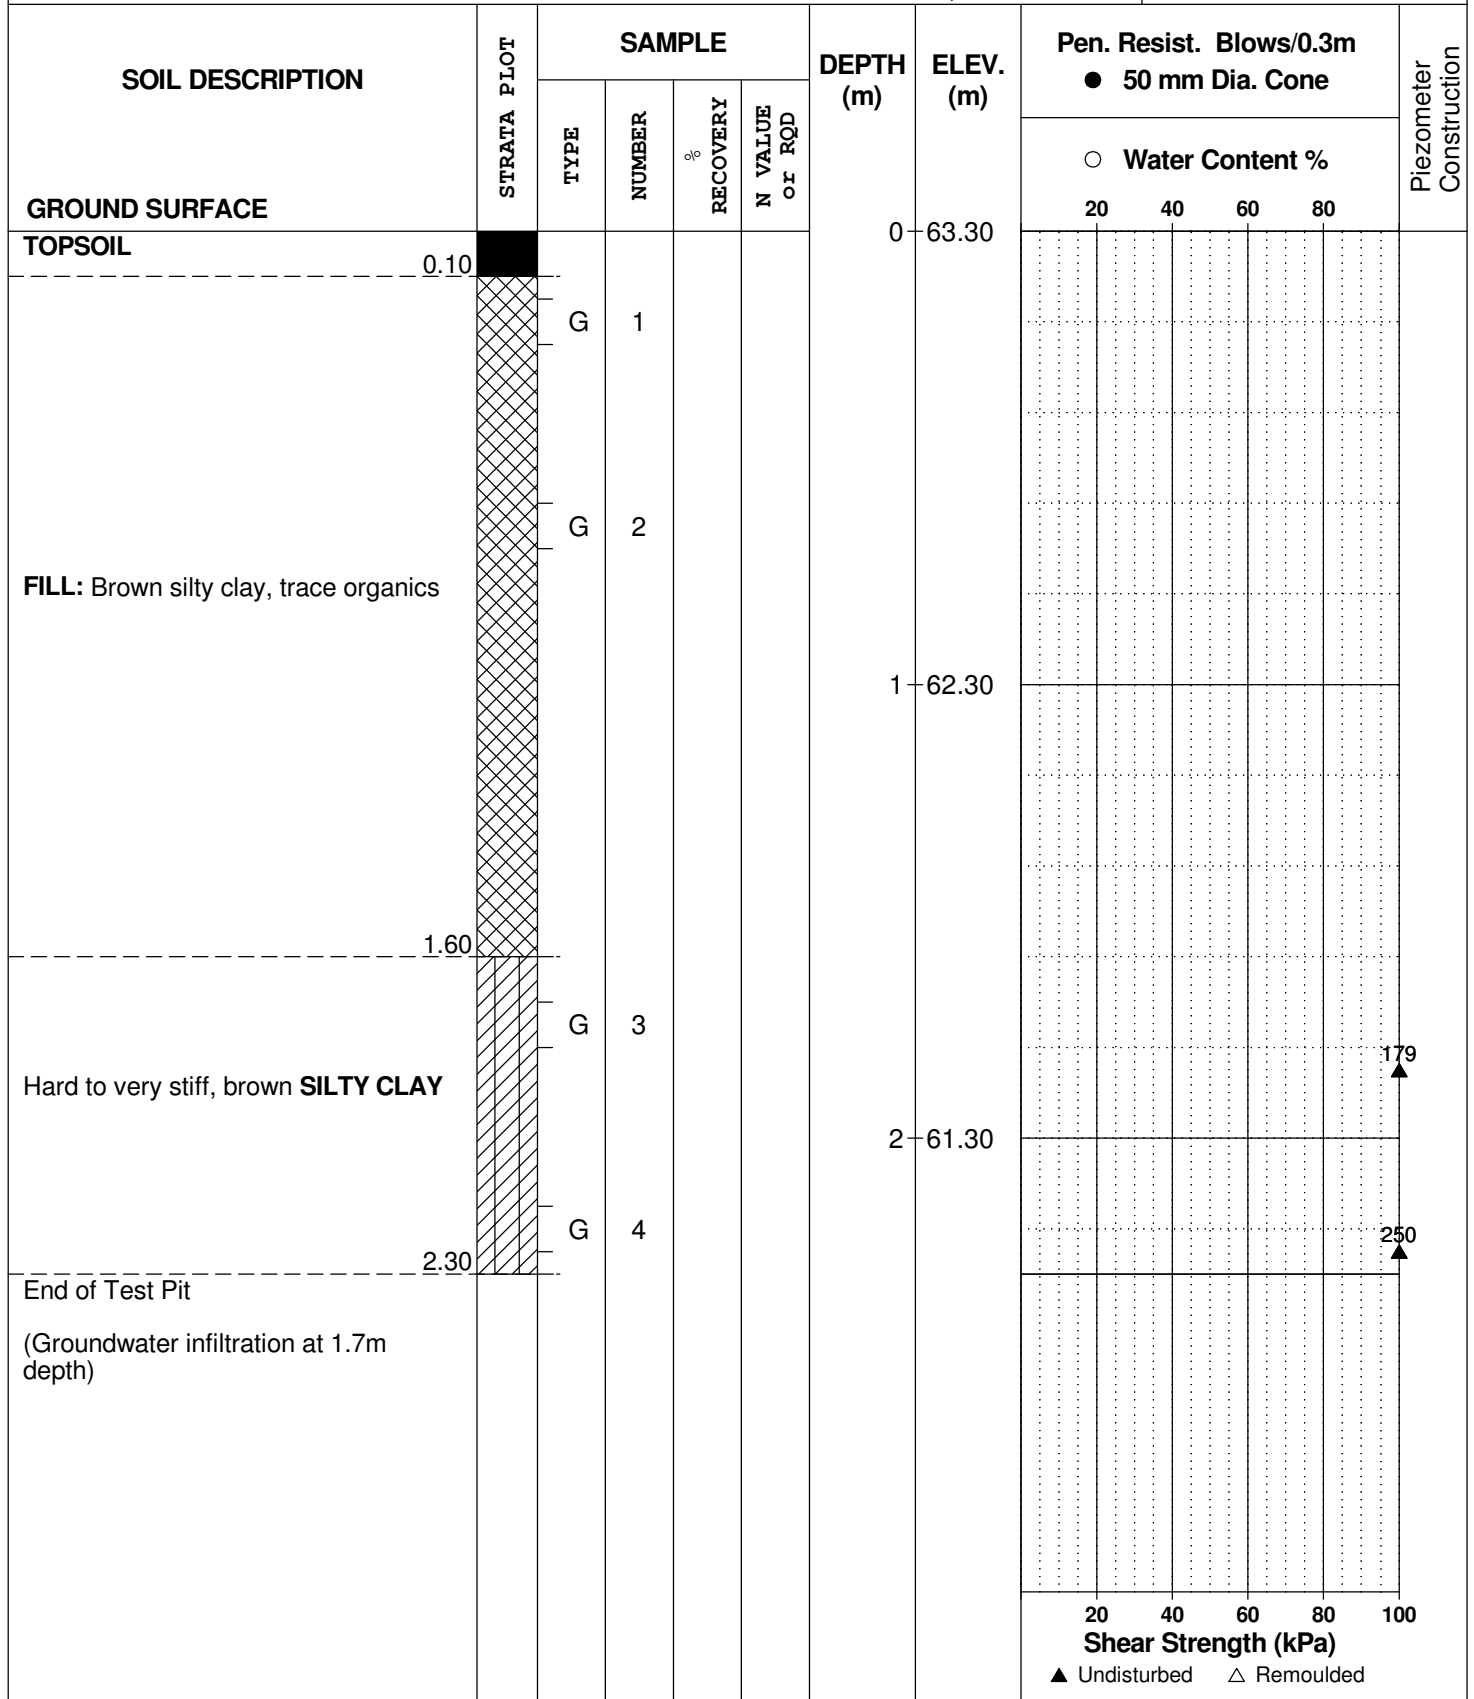 SOIL DESCRIPTION
GROUND SURFACE
STRATA PLOT
SAMPLE
TYPE
NUMBER
%
RECOVERY
N VALUE
or RQD
DEPTH
(m)
ELEV.
(m)
Pen. Resist. Blows/0.3m
● 50 mm Dia. Cone
○ Water Content %
20 40 60 80
Piezometer
Construction
TOPSOIL
0.10
0 63.30
G 1
G 2
FILL: Brown silty clay, trace organics
1 62.30
1.60
G 3
179
Hard to very stiff, brown SILTY CLAY
2 61.30
G 4
250
2.30
End of Test Pit
(Groundwater infiltration at 1.7m
depth)
20 40 60 80 100
Shear Strength (kPa)
▲ Undisturbed △ Remoulded